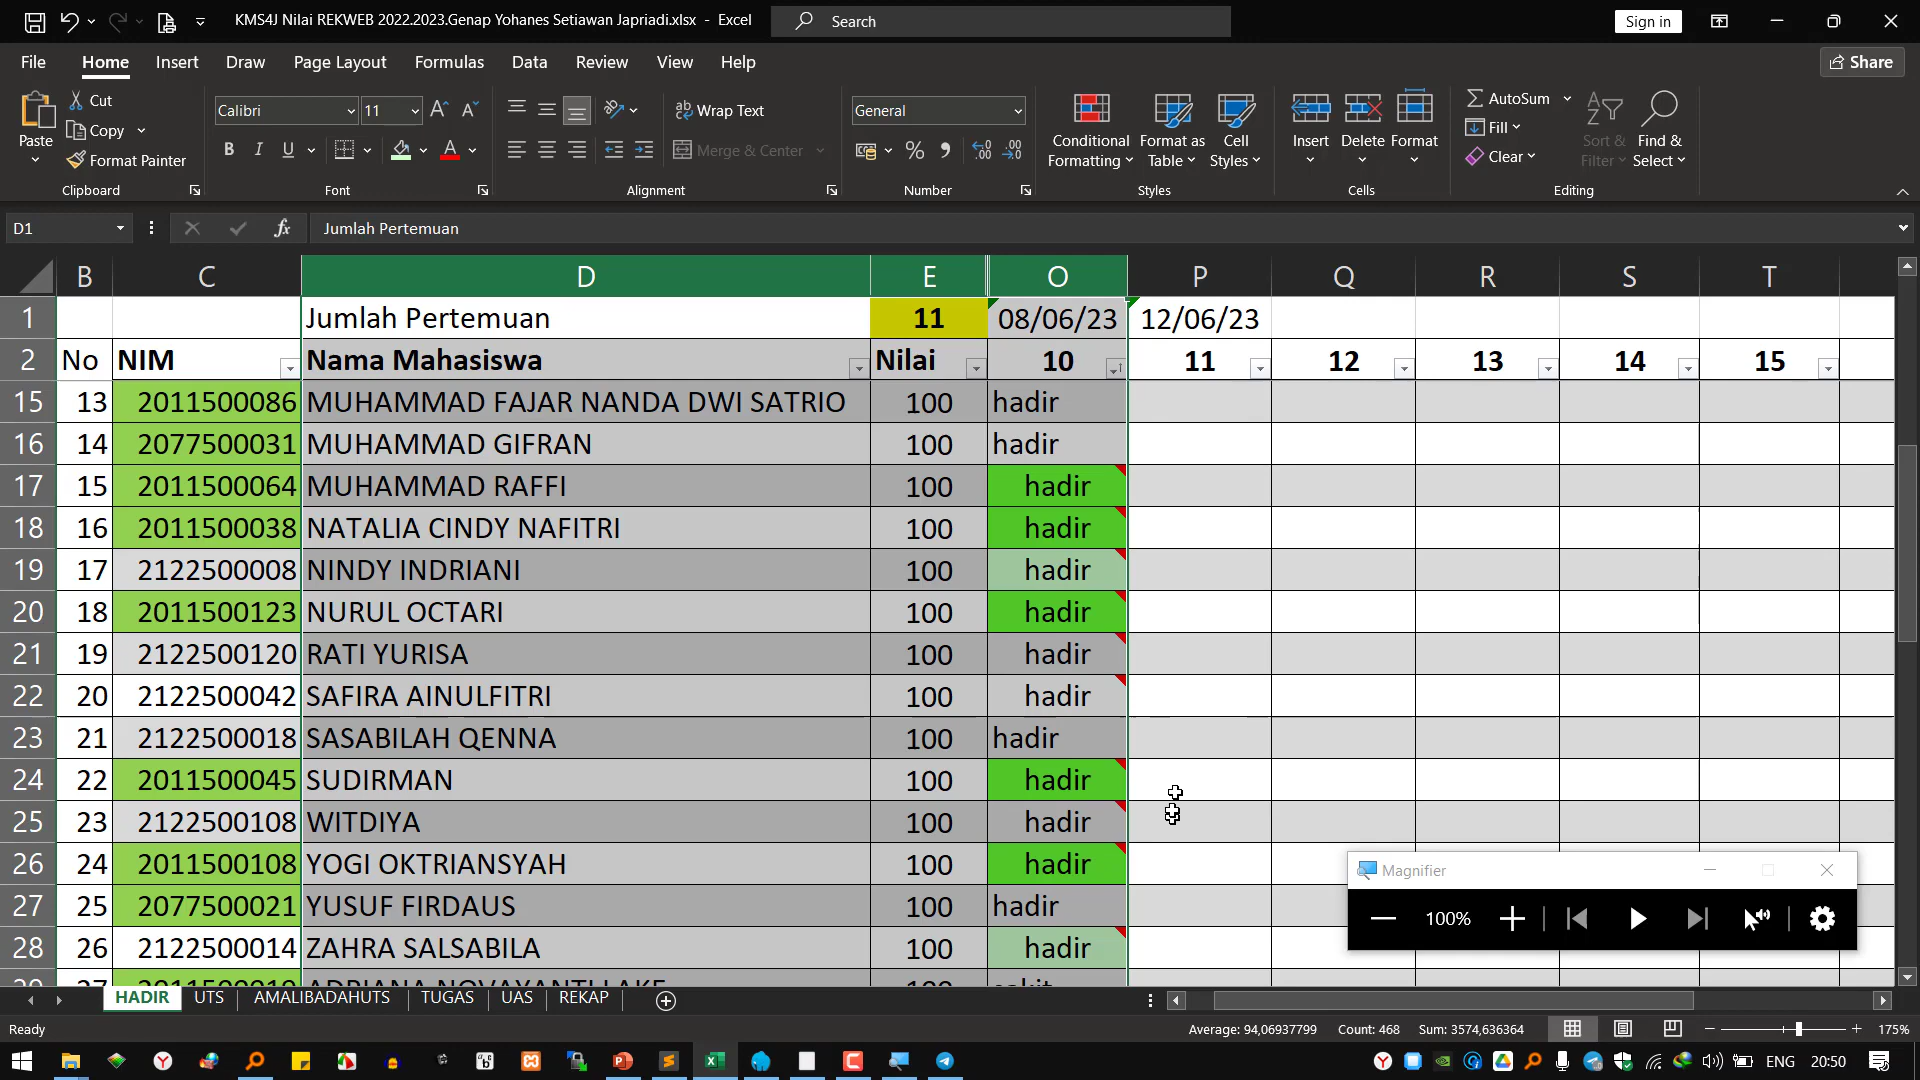 KMS4J Nilai REKWEB 2022.2023.Genap Yohanes Setiawan Japriadi.xlsx - Excel
Search
Sign in
File Home Insert Draw Page Layout Formulas Data Review View Help
Share
Paste
Cut
Copy
Format Painter
Clipboard
Calibri 11
B I U
Font
Wrap Text
Merge & Center
Alignment
General
Number
Conditional Formatting
Format as Table
Cell Styles
Styles
Insert Delete Format
Cells
AutoSum
Fill
Clear
Sort & Filter
Find & Select
Editing
D1 fx Jumlah Pertemuan
B C D E O P Q R S T
1 Jumlah Pertemuan 11 08/06/23 12/06/23
2 No NIM Nama Mahasiswa Nilai 10 11 12 13 14 15
15 13 2011500086 MUHAMMAD FAJAR NANDA DWI SATRIO 100 hadir
16 14 2077500031 MUHAMMAD GIFRAN 100 hadir
17 15 2011500064 MUHAMMAD RAFFI 100 hadir
18 16 2011500038 NATALIA CINDY NAFITRI 100 hadir
19 17 2122500008 NINDY INDRIANI 100 hadir
20 18 2011500123 NURUL OCTARI 100 hadir
21 19 2122500120 RATI YURISA 100 hadir
22 20 2122500042 SAFIRA AINULFITRI 100 hadir
23 21 2122500018 SASABILAH QENNA 100 hadir
24 22 2011500045 SUDIRMAN 100 hadir
25 23 2122500108 WITDIYA 100 hadir
26 24 2011500108 YOGI OKTRIANSYAH 100 hadir
27 25 2077500021 YUSUF FIRDAUS 100 hadir
28 26 2122500014 ZAHRA SALSABILA 100 hadir
Magnifier
100%
HADIR UTS AMALIBADAHUTS TUGAS UAS REKAP
Ready
Average: 94,06937799 Count: 468 Sum: 3574,636364
175%
ENG 20:50